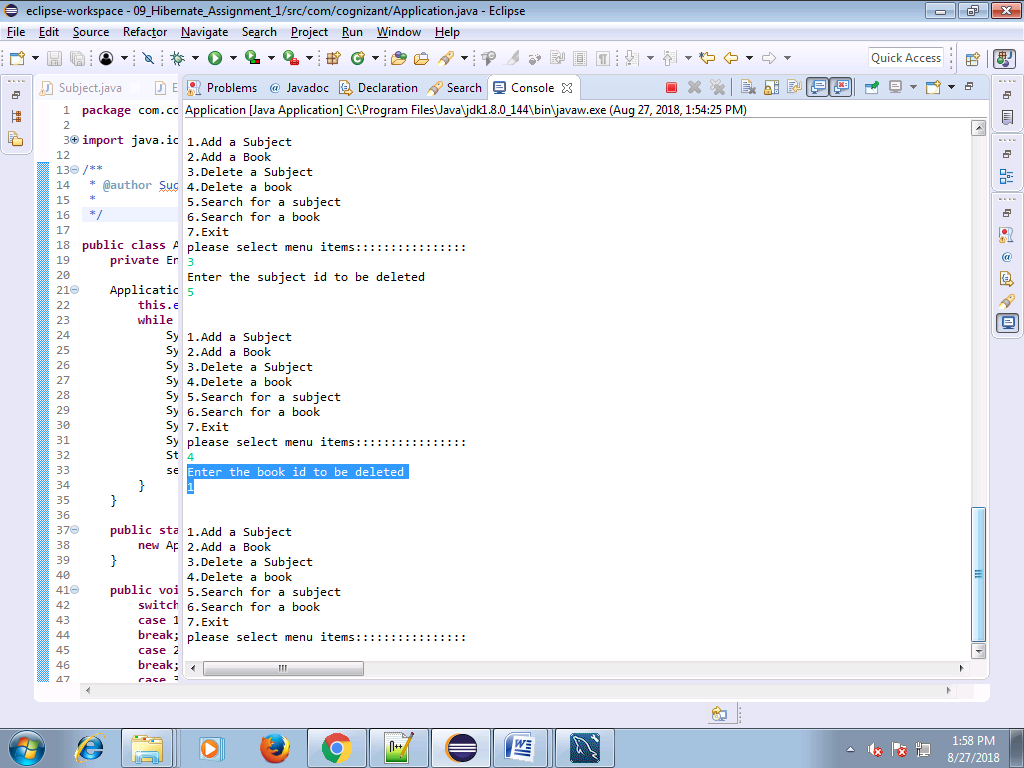 eclipse-workspace - 09_Hibernate_Assignment_1/src/com/cognizant/Application.java - Eclipse
File Edit Source Refactor Navigate Search Project Run Window Help
Quick Access
Subject.java
Problems Javadoc Declaration Search Console
Application [Java Application] C:\Program Files\Java\jdk1.8.0_144\bin\javaw.exe (Aug 27, 2018, 1:54:25 PM)
1 package com.co
2
3 import java.io
12
13 /**
14 * @author Sud
15 *
16 */
17
18 public class A
19 private En
20
21 Applicatio
22 this.e
23 while
24 Sy
25 Sy
26 Sy
27 Sy
28 Sy
29 Sy
30 Sy
31 Sy
32 St
33 se
34 }
35 }
36
37 public sta
38 new Ap
39 }
40
41 public voi
42 switch
43 case 1
44 break;
45 case 2
46 break;
47 case 3
1.Add a Subject
2.Add a Book
3.Delete a Subject
4.Delete a book
5.Search for a subject
6.Search for a book
7.Exit
please select menu items::::::::::::::::
3
Enter the subject id to be deleted
5
1.Add a Subject
2.Add a Book
3.Delete a Subject
4.Delete a book
5.Search for a subject
6.Search for a book
7.Exit
please select menu items::::::::::::::::
4
Enter the book id to be deleted
1
1.Add a Subject
2.Add a Book
3.Delete a Subject
4.Delete a book
5.Search for a subject
6.Search for a book
7.Exit
please select menu items::::::::::::::::
1:58 PM
8/27/2018